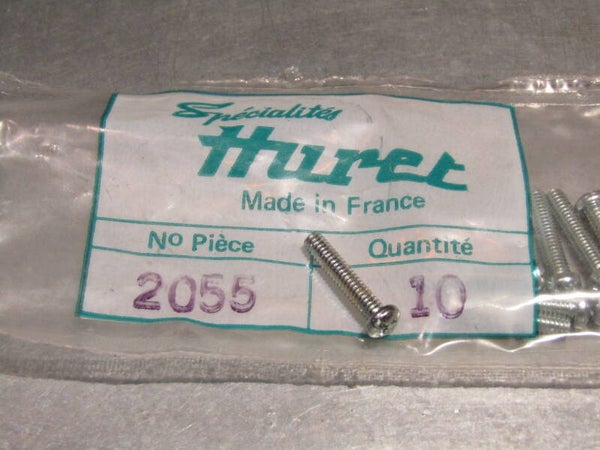 Spécialités
Huret
Made in France
No Pièce
Quantité
2055
10